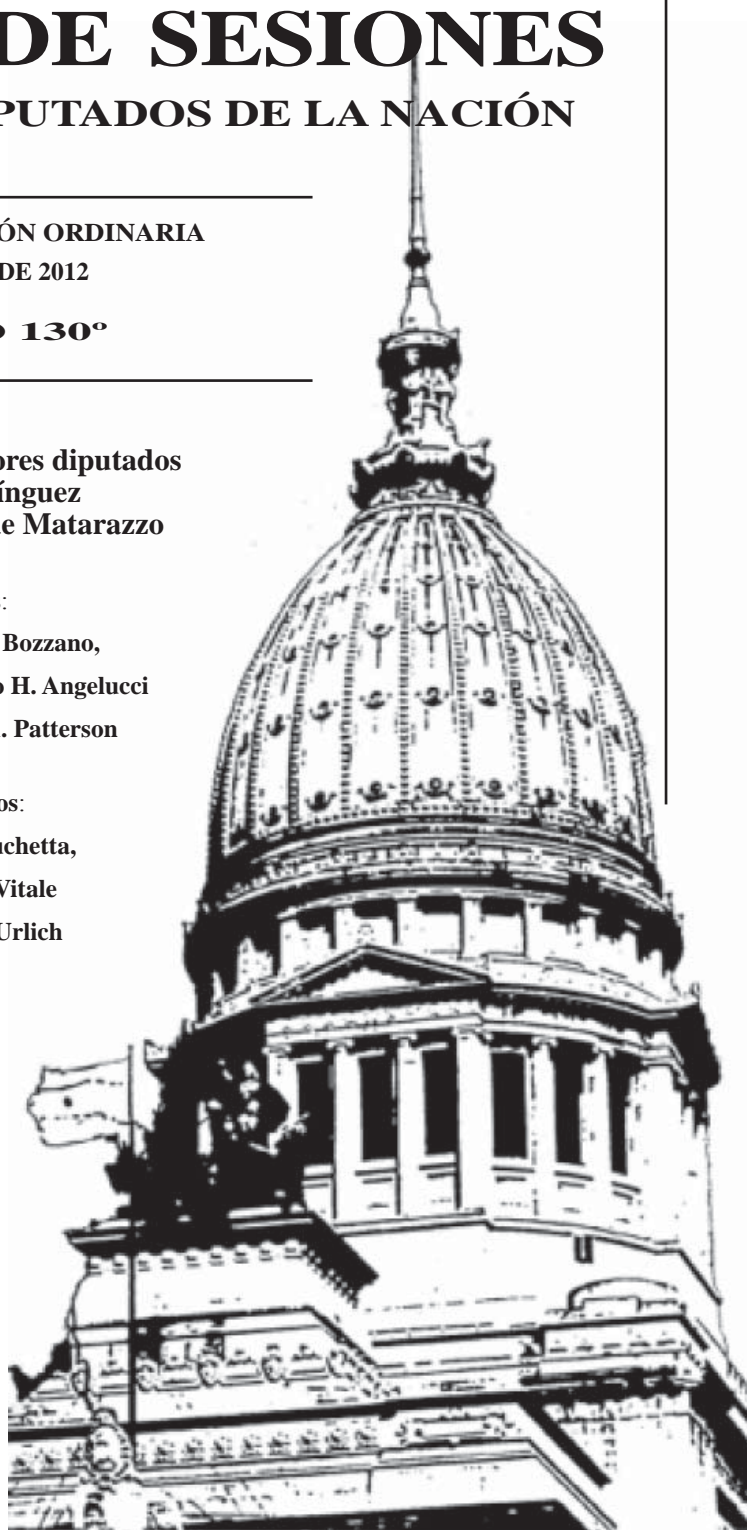 DE SESIONES
PUTADOS DE LA NACIÓN
ÓN ORDINARIA
DE 2012
130º
ores diputados
ínguez
e Matarazzo
:
Bozzano,
o H. Angelucci
. Patterson
os:
uchetta,
Vitale
Urlich